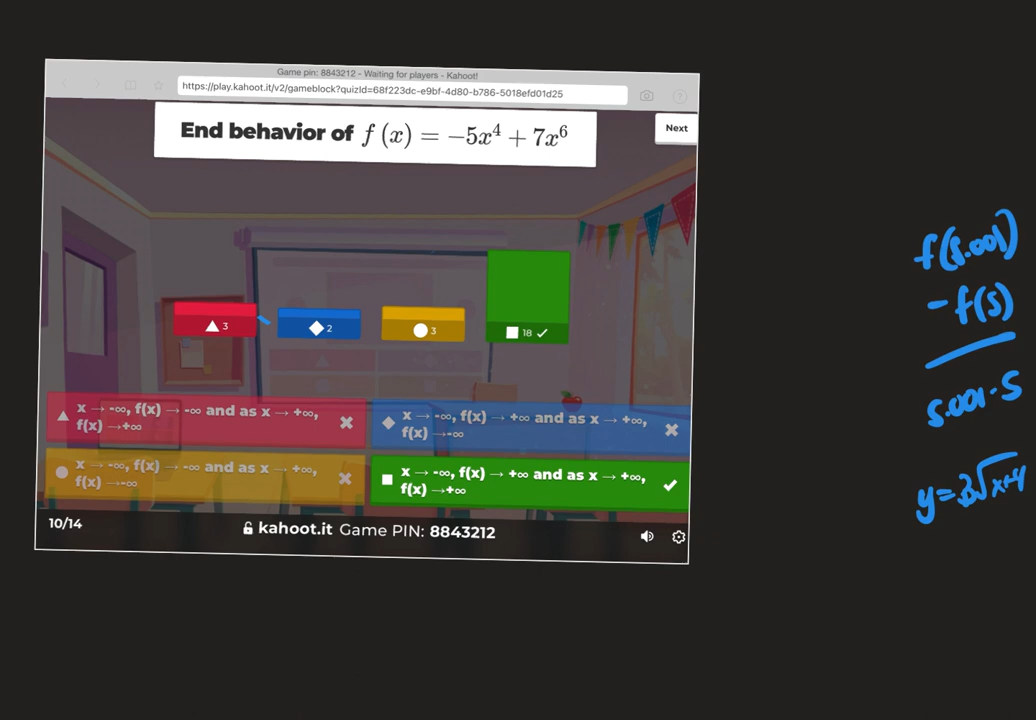 Game pin: 8843212 - Waiting for players - Kahoot!
https://play.kahoot.it/v2/gameblock?quizId=68f223dc-e9bf-4d80-b786-5018efd01d25
End behavior of f (x) = −5x⁴ + 7x⁶
Next
3
2
3
18 ✓
x → -∞, f(x) → -∞ and as x → +∞,
f(x) →+∞
x → -∞, f(x) → +∞ and as x → +∞,
f(x) →-∞
x → -∞, f(x) → -∞ and as x → +∞,
f(x) →-∞
x → -∞, f(x) → +∞ and as x → +∞,
f(x) →+∞
10/14
kahoot.it Game PIN: 8843212
f(5.001)
- f(5)
5.001-5
y=.3√x+4